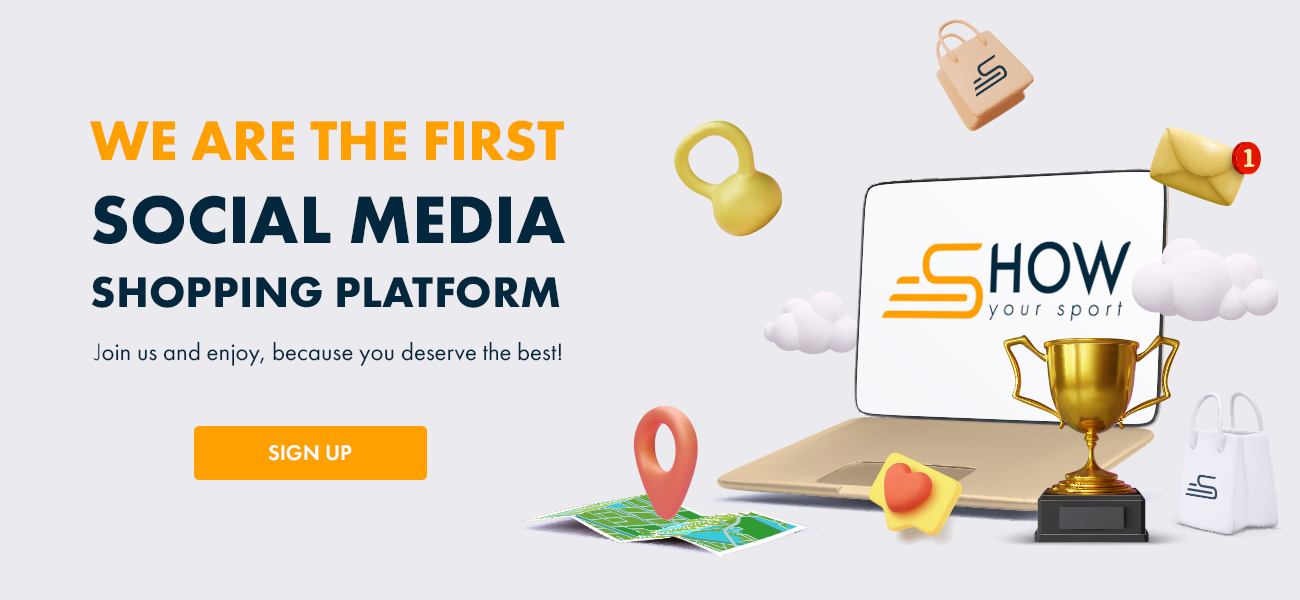 WE ARE THE FIRST
SOCIAL MEDIA
SHOPPING PLATFORM
Join us and enjoy, because you deserve the best!
SIGN UP
S
1
SHOW
your sport
S